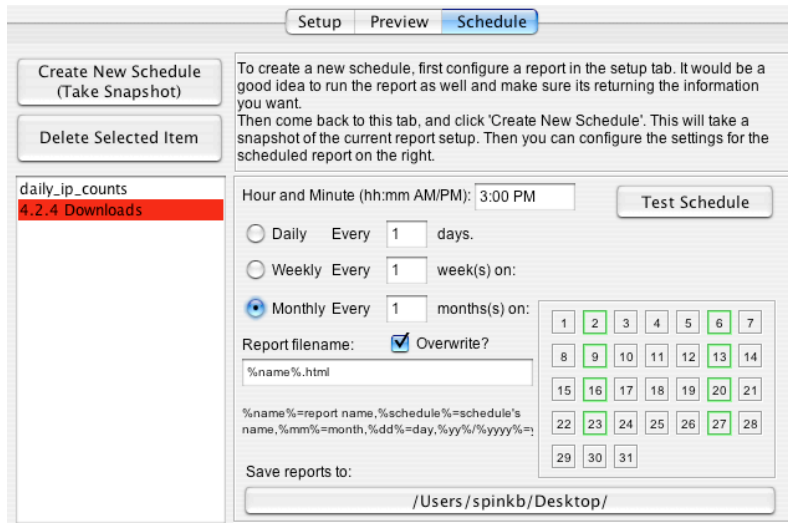 Setup Preview Schedule
Create New Schedule
(Take Snapshot)
Delete Selected Item
To create a new schedule, first configure a report in the setup tab. It would be a
good idea to run the report as well and make sure its returning the information
you want.
Then come back to this tab, and click 'Create New Schedule'. This will take a
snapshot of the current report setup. Then you can configure the settings for the
scheduled report on the right.
daily_ip_counts
4.2.4 Downloads
Hour and Minute (hh:mm AM/PM): 3:00 PM
Test Schedule
Daily Every 1 days.
Weekly Every 1 week(s) on:
Monthly Every 1 months(s) on:
1 2 3 4 5 6 7
8 9 10 11 12 13 14
15 16 17 18 19 20 21
22 23 24 25 26 27 28
29 30 31
Report filename: Overwrite?
%name%.html
%name%=report name,%schedule%=schedule's
name,%mm%=month,%dd%=day,%yy%/%yyyy%=
Save reports to:
/Users/spinkb/Desktop/